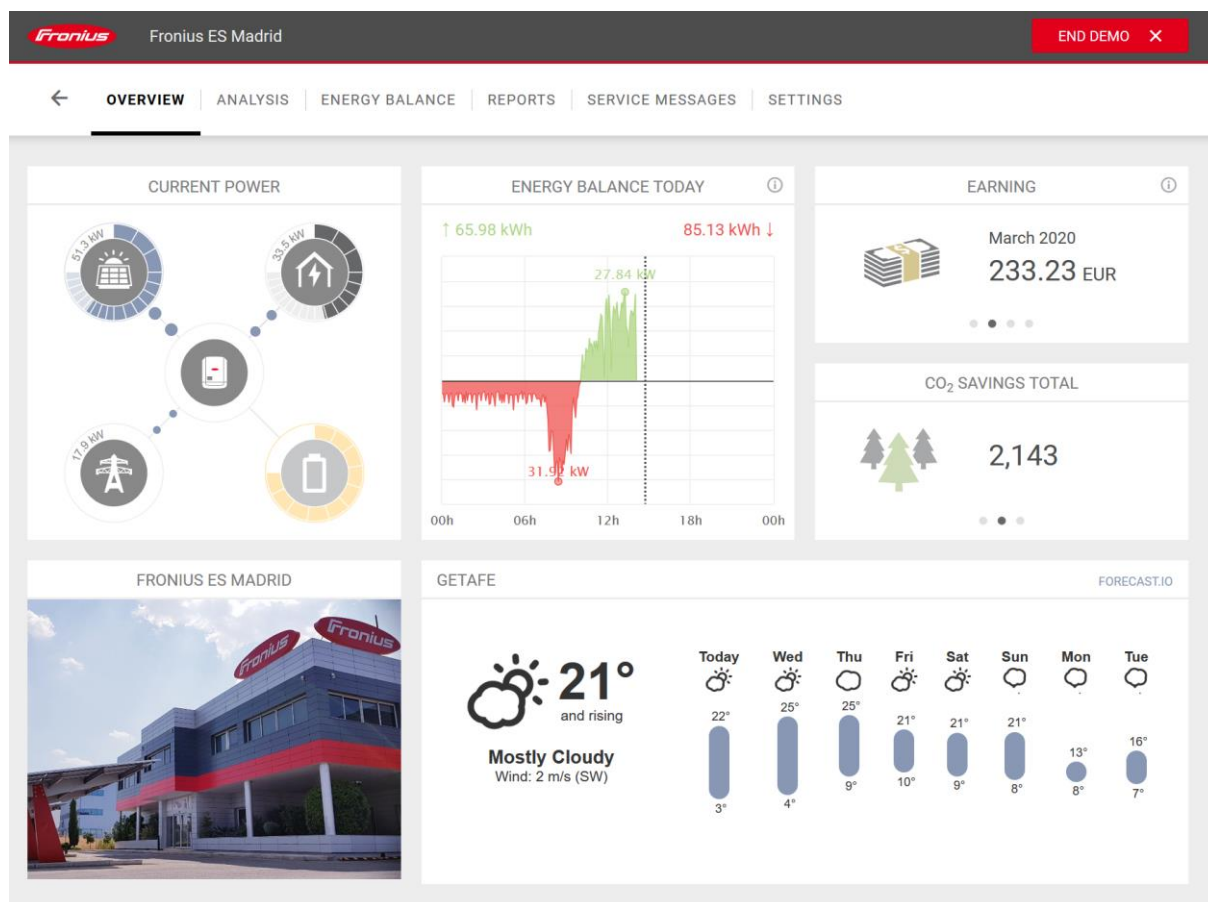 Fronius
Fronius ES Madrid
END DEMO ×
OVERVIEW
ANALYSIS
ENERGY BALANCE
REPORTS
SERVICE MESSAGES
SETTINGS
CURRENT POWER
51.3 kW
33.5 kW
17.9 kW
ENERGY BALANCE TODAY
↑ 65.98 kWh
85.13 kWh ↓
27.84 kW
31.92 kW
00h 06h 12h 18h 00h
EARNING
March 2020
233.23 EUR
CO₂ SAVINGS TOTAL
2,143
FRONIUS ES MADRID
Fronius
Fronius
GETAFE
FORECAST.IO
21°
and rising
Mostly Cloudy
Wind: 2 m/s (SW)
Today Wed Thu Fri Sat Sun Mon Tue
22° 25° 25° 21° 21° 21° 13° 16°
3° 4° 9° 10° 9° 8° 8° 7°